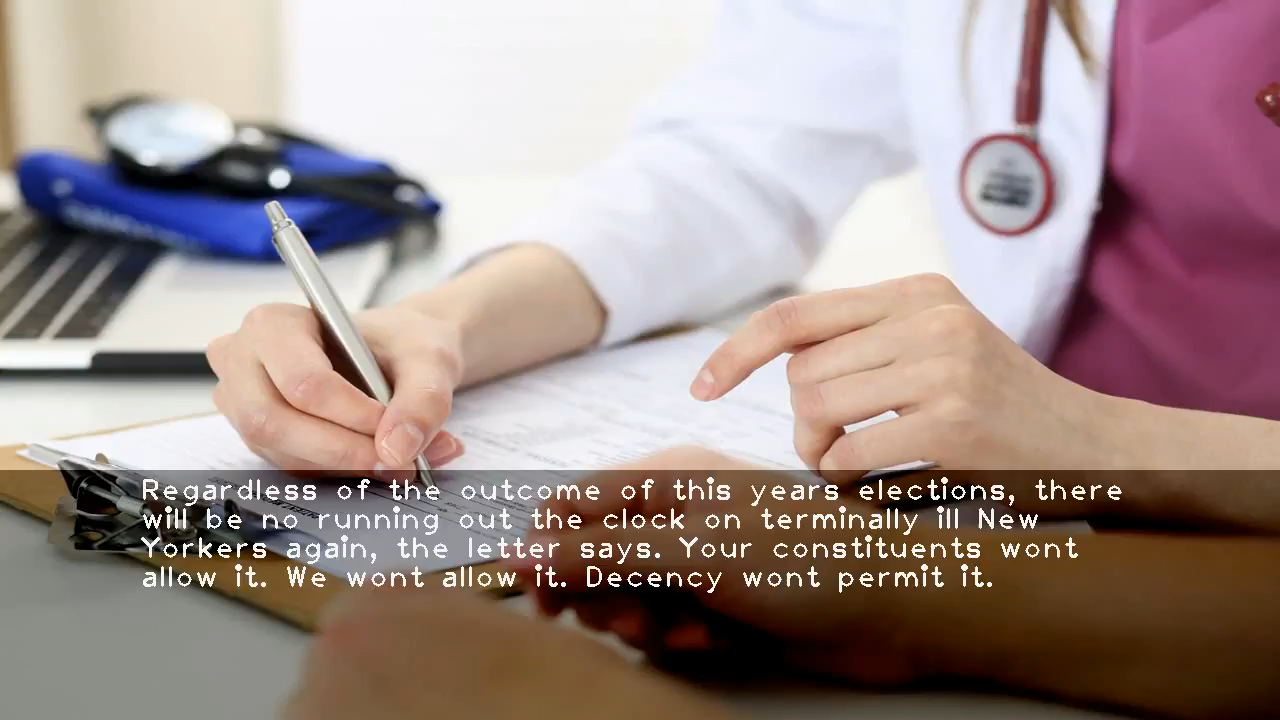 Regardless of the outcome of this years elections, there
will be no running out the clock on terminally ill New
Yorkers again, the letter says. Your constituents wont
allow it. We wont allow it. Decency wont permit it.